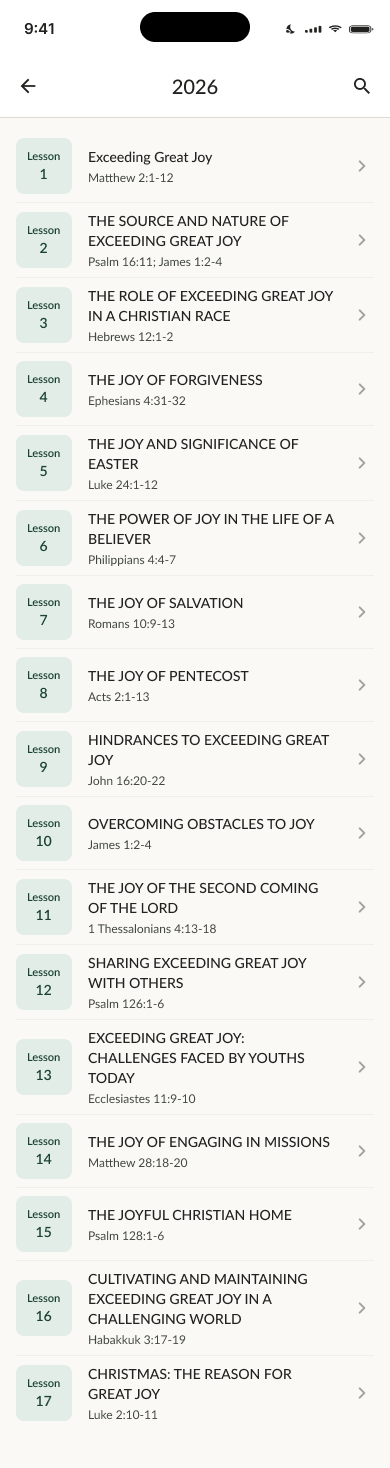 9:41
2026
Lesson
1
Exceeding Great Joy
Matthew 2:1-12
Lesson
2
THE SOURCE AND NATURE OF
EXCEEDING GREAT JOY
Psalm 16:11; James 1:2-4
Lesson
3
THE ROLE OF EXCEEDING GREAT JOY
IN A CHRISTIAN RACE
Hebrews 12:1-2
Lesson
4
THE JOY OF FORGIVENESS
Ephesians 4:31-32
Lesson
5
THE JOY AND SIGNIFICANCE OF
EASTER
Luke 24:1-12
Lesson
6
THE POWER OF JOY IN THE LIFE OF A
BELIEVER
Philippians 4:4-7
Lesson
7
THE JOY OF SALVATION
Romans 10:9-13
Lesson
8
THE JOY OF PENTECOST
Acts 2:1-13
Lesson
9
HINDRANCES TO EXCEEDING GREAT
JOY
John 16:20-22
Lesson
10
OVERCOMING OBSTACLES TO JOY
James 1:2-4
Lesson
11
THE JOY OF THE SECOND COMING
OF THE LORD
1 Thessalonians 4:13-18
Lesson
12
SHARING EXCEEDING GREAT JOY
WITH OTHERS
Psalm 126:1-6
Lesson
13
EXCEEDING GREAT JOY:
CHALLENGES FACED BY YOUTHS
TODAY
Ecclesiastes 11:9-10
Lesson
14
THE JOY OF ENGAGING IN MISSIONS
Matthew 28:18-20
Lesson
15
THE JOYFUL CHRISTIAN HOME
Psalm 128:1-6
Lesson
16
CULTIVATING AND MAINTAINING
EXCEEDING GREAT JOY IN A
CHALLENGING WORLD
Habakkuk 3:17-19
Lesson
17
CHRISTMAS: THE REASON FOR
GREAT JOY
Luke 2:10-11